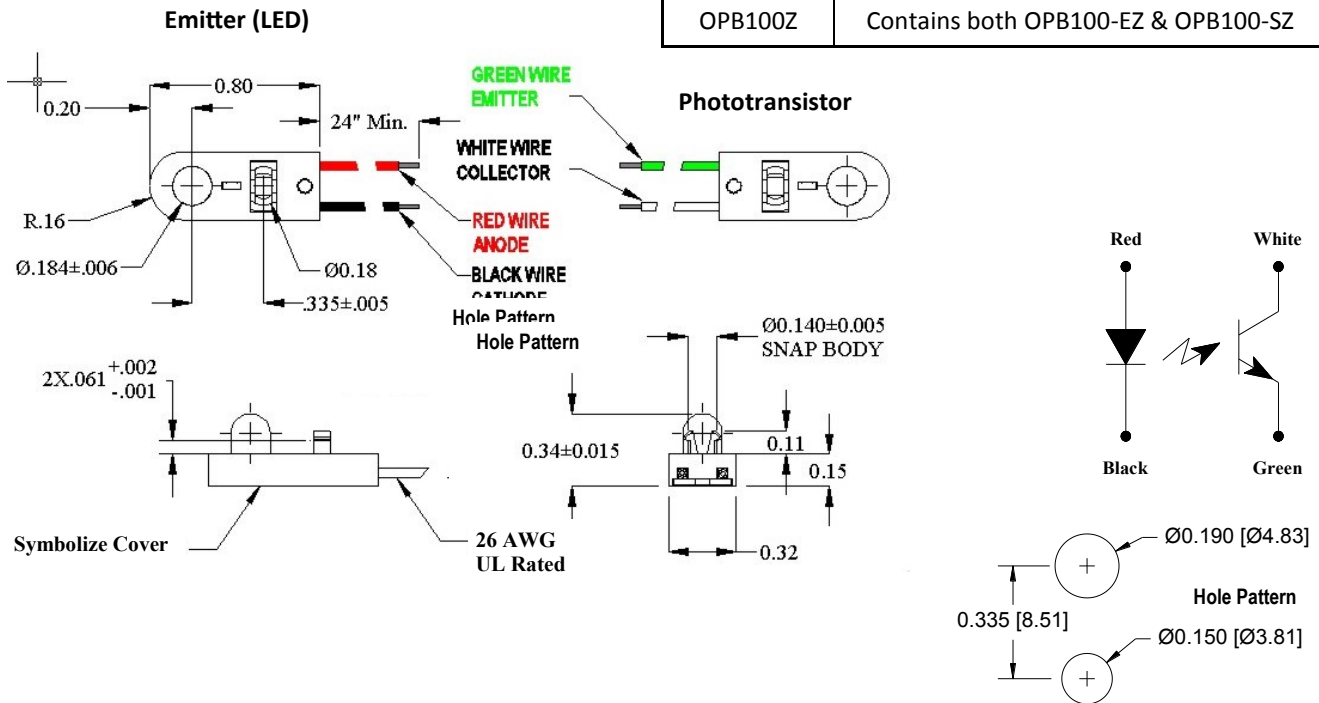 Emitter (LED)
OPB100Z
Contains both OPB100-EZ & OPB100-SZ
0.80
0.20
24" Min.
GREEN WIRE
EMITTER
Phototransistor
WHITE WIRE
COLLECTOR
R.16
RED WIRE
ANODE
Ø.184±.006
Ø0.18
BLACK WIRE
CATHODE
.335±.005
Hole Pattern
Hole Pattern
Ø0.140±0.005
SNAP BODY
Red
White
2X.061 +.002
-.001
0.34±0.015
0.11
0.15
Black
Green
Symbolize Cover
26 AWG
UL Rated
0.32
Ø0.190 [Ø4.83]
Hole Pattern
0.335 [8.51]
Ø0.150 [Ø3.81]